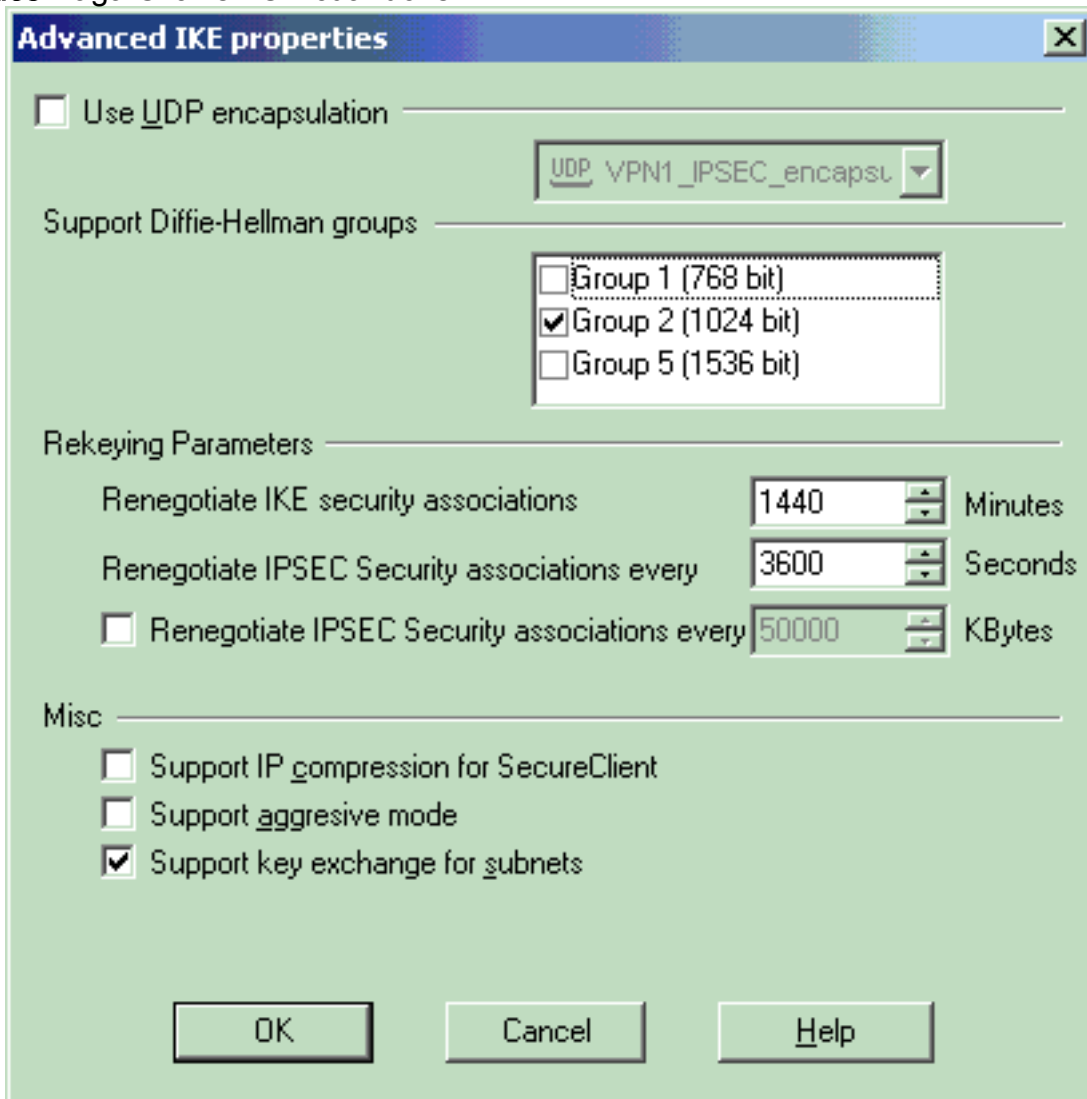 Advanced IKE properties
Use UDP encapsulation
UDP VPN1_IPSEC_encapsu
Support Diffie-Hellman groups
Group 1 (768 bit)
Group 2 (1024 bit)
Group 5 (1536 bit)
Rekeying Parameters
Renegotiate IKE security associations 1440 Minutes
Renegotiate IPSEC Security associations every 3600 Seconds
Renegotiate IPSEC Security associations every 50000 KBytes
Misc
Support IP compression for SecureClient
Support aggresive mode
Support key exchange for subnets
OK Cancel Help